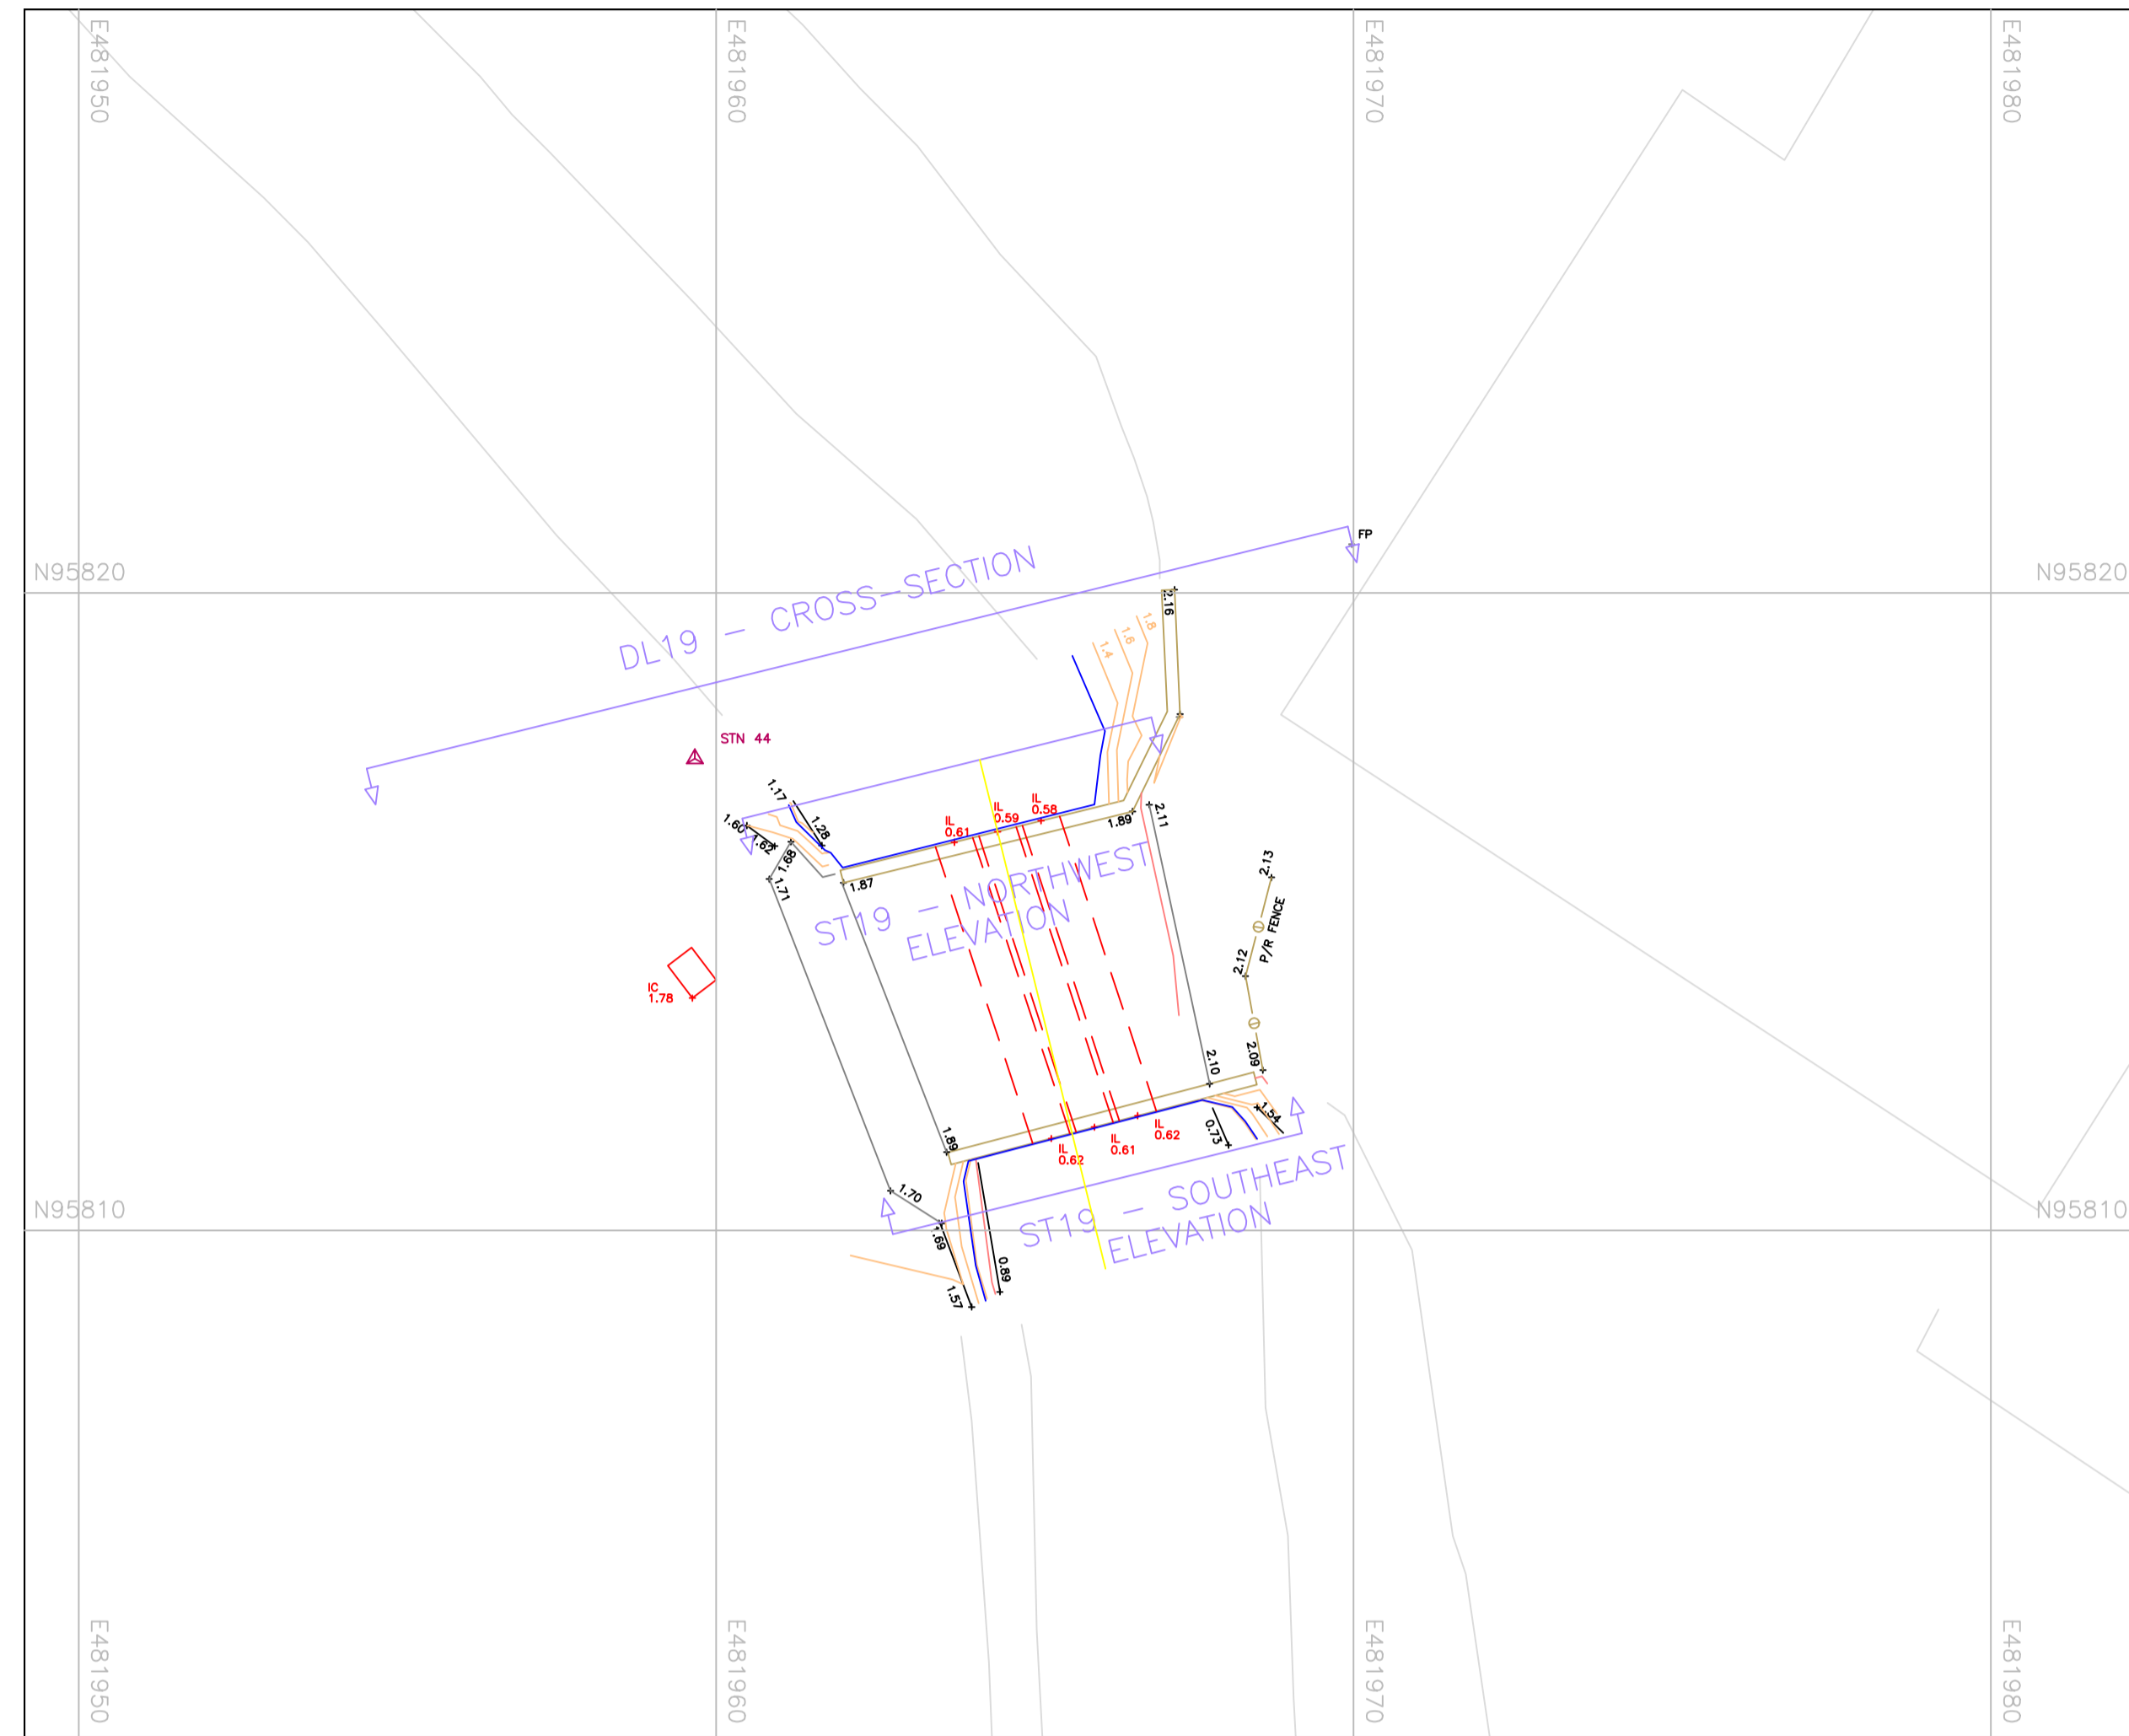 E481950
E481960
E481970
E481980
FP
DL19 - CROSS-SECTION
N95820
N95820
2.16
1.8
1.6
1.4
STN 44
1.17
1.28
1.60
1.62
1.68
1.71
IL
0.61
IL
0.59
IL
0.58
1.89
2.11
1.87
ST19 - NORTHWEST
ELEVATION
2.13
P/R FENCE
2.12
IC
1.78
2.09
2.10
1.54
0.73
1.89
IL
0.62
IL
0.61
IL
0.62
ST19 - SOUTHEAST
ELEVATION
1.70
1.69
0.89
1.57
N95810
N95810
E481950
E481960
E481970
E481980